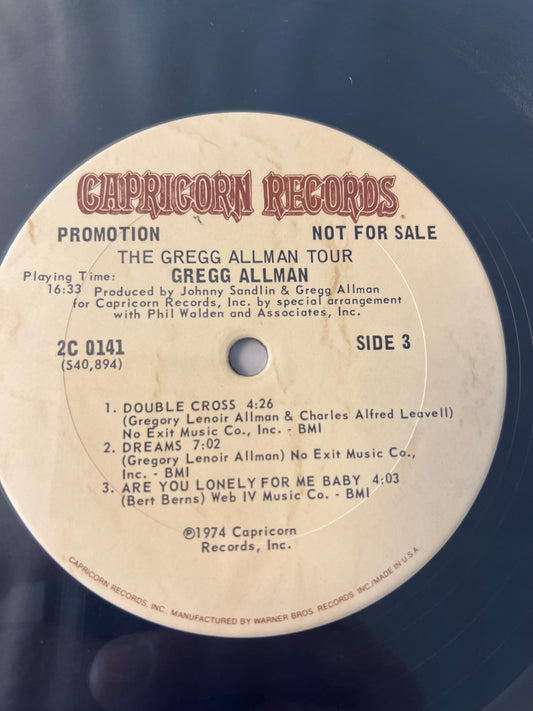 CAPRICORN RECORDS®
PROMOTION NOT FOR SALE
THE GREGG ALLMAN TOUR
GREGG ALLMAN
Playing Time:
16:33
Produced by Johnny Sandlin & Gregg Allman
for Capricorn Records, Inc. by special arrangement
with Phil Walden and Associates, Inc.
2C 0141 SIDE 3
(S40,894)
1. DOUBLE CROSS 4:26
(Gregory Lenoir Allman & Charles Alfred Leavell)
No Exit Music Co., Inc. - BMI
2. DREAMS 7:02
(Gregory Lenoir Allman) No Exit Music Co.,
Inc. - BMI
3. ARE YOU LONELY FOR ME BABY 4:03
(Bert Berns) Web IV Music Co. - BMI
℗1974 Capricorn
Records, Inc.
CAPRICORN RECORDS, INC. MANUFACTURED BY WARNER BROS. RECORDS INC./MADE IN U.S.A.